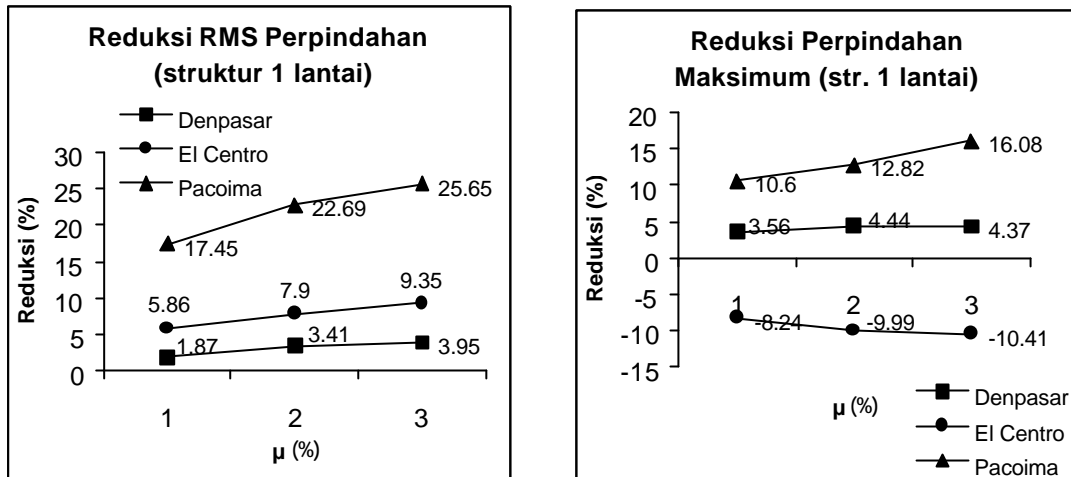 Reduksi RMS Perpindahan
(struktur 1 lantai)
Denpasar
El Centro
Pacoima
Reduksi (%)
30
25
20
15
10
5
0
17.45
22.69
25.65
5.86
7.9
9.35
1.87
3.41
3.95
1
2
3
µ (%)
Reduksi Perpindahan
Maksimum (str. 1 lantai)
Reduksi (%)
20
15
10
5
0
-5
-10
-15
10.6
12.82
16.08
3.56
4.44
4.37
1
2
3
-8.24
-9.99
-10.41
µ (%)
Denpasar
El Centro
Pacoima